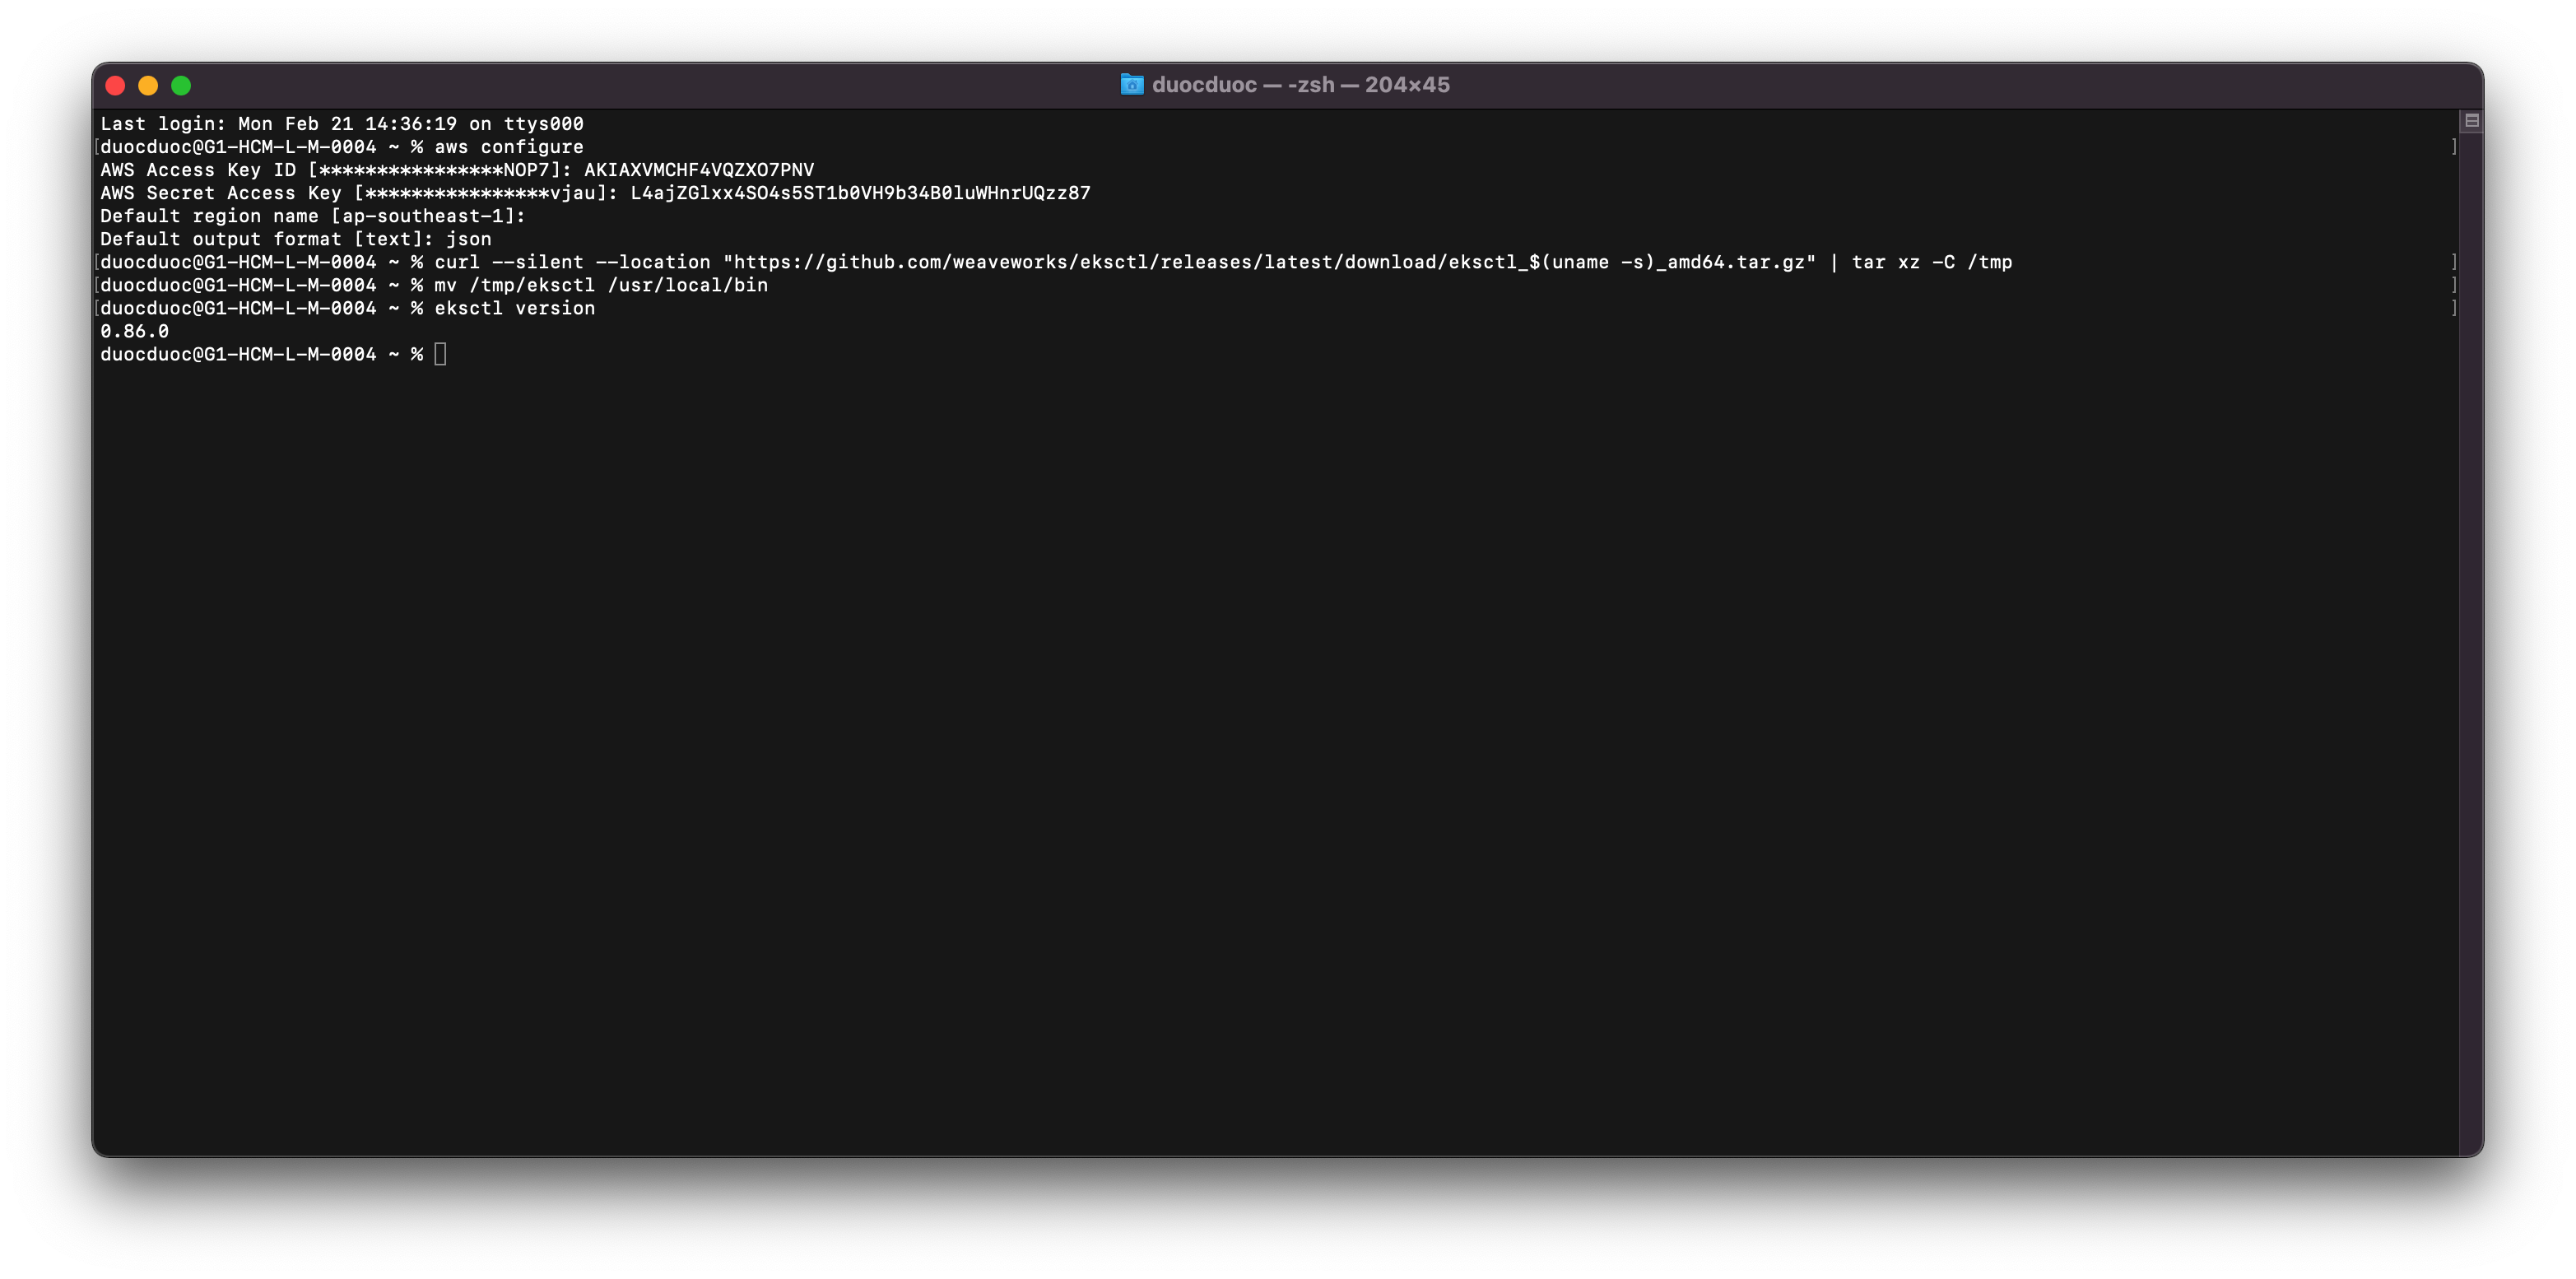 duocduoc — -zsh — 204×45
Last login: Mon Feb 21 14:36:19 on ttys000
[duocduoc@G1-HCM-L-M-0004 ~ % aws configure ]
AWS Access Key ID [****************NOP7]: [redacted credential]
AWS Secret Access Key [****************vjau]: [redacted credential]
Default region name [ap-southeast-1]:
Default output format [text]: json
[duocduoc@G1-HCM-L-M-0004 ~ % curl --silent --location "https://github.com/weaveworks/eksctl/releases/latest/download/eksctl_$(uname -s)_amd64.tar.gz" | tar xz -C /tmp ]
[duocduoc@G1-HCM-L-M-0004 ~ % mv /tmp/eksctl /usr/local/bin ]
[duocduoc@G1-HCM-L-M-0004 ~ % eksctl version ]
0.86.0
duocduoc@G1-HCM-L-M-0004 ~ %